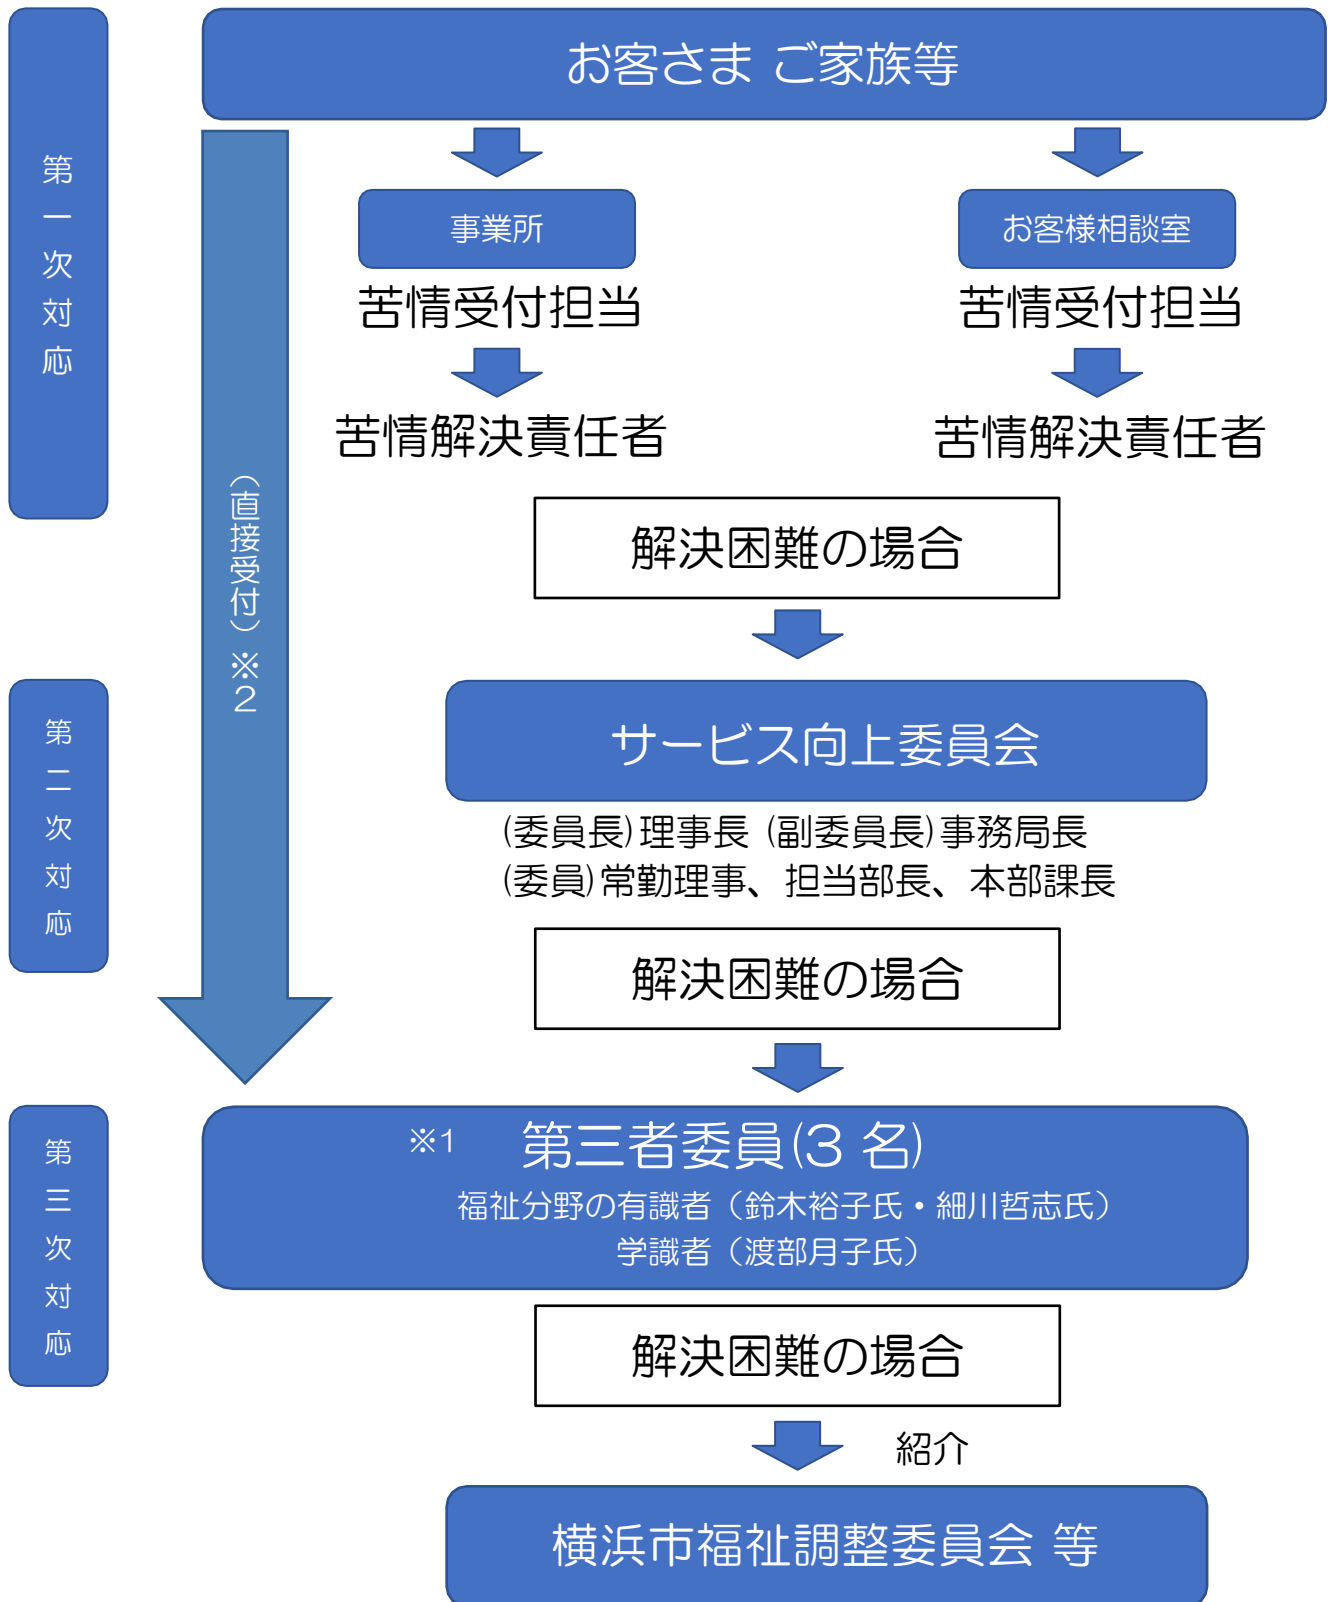 お客さま ご家族等
第一次対応
事業所
お客様相談室
苦情受付担当
苦情受付担当
苦情解決責任者
苦情解決責任者
(直接受付)※2
解決困難の場合
第二次対応
サービス向上委員会
(委員長)理事長 (副委員長)事務局長
(委員)常勤理事、担当部長、本部課長
解決困難の場合
第三次対応
※1 第三者委員(3 名)
福祉分野の有識者（鈴木裕子氏・細川哲志氏）
学識者（渡部月子氏）
解決困難の場合
紹介
横浜市福祉調整委員会 等